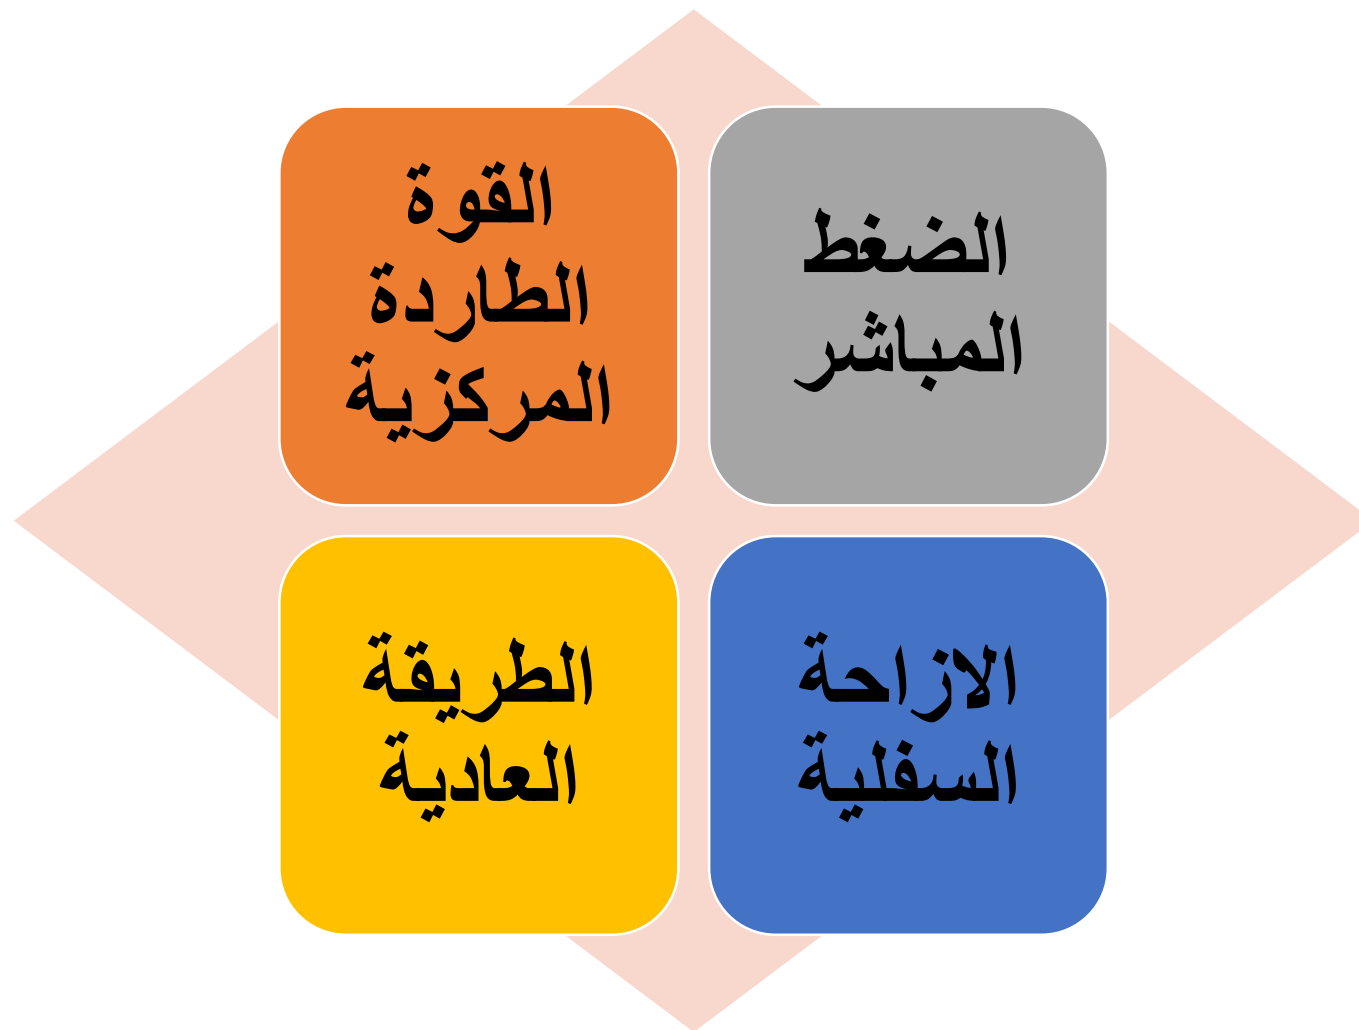 الضغط
المباشر
القوة
الطاردة
المركزية
الازاحة
السفلية
الطريقة
العادية